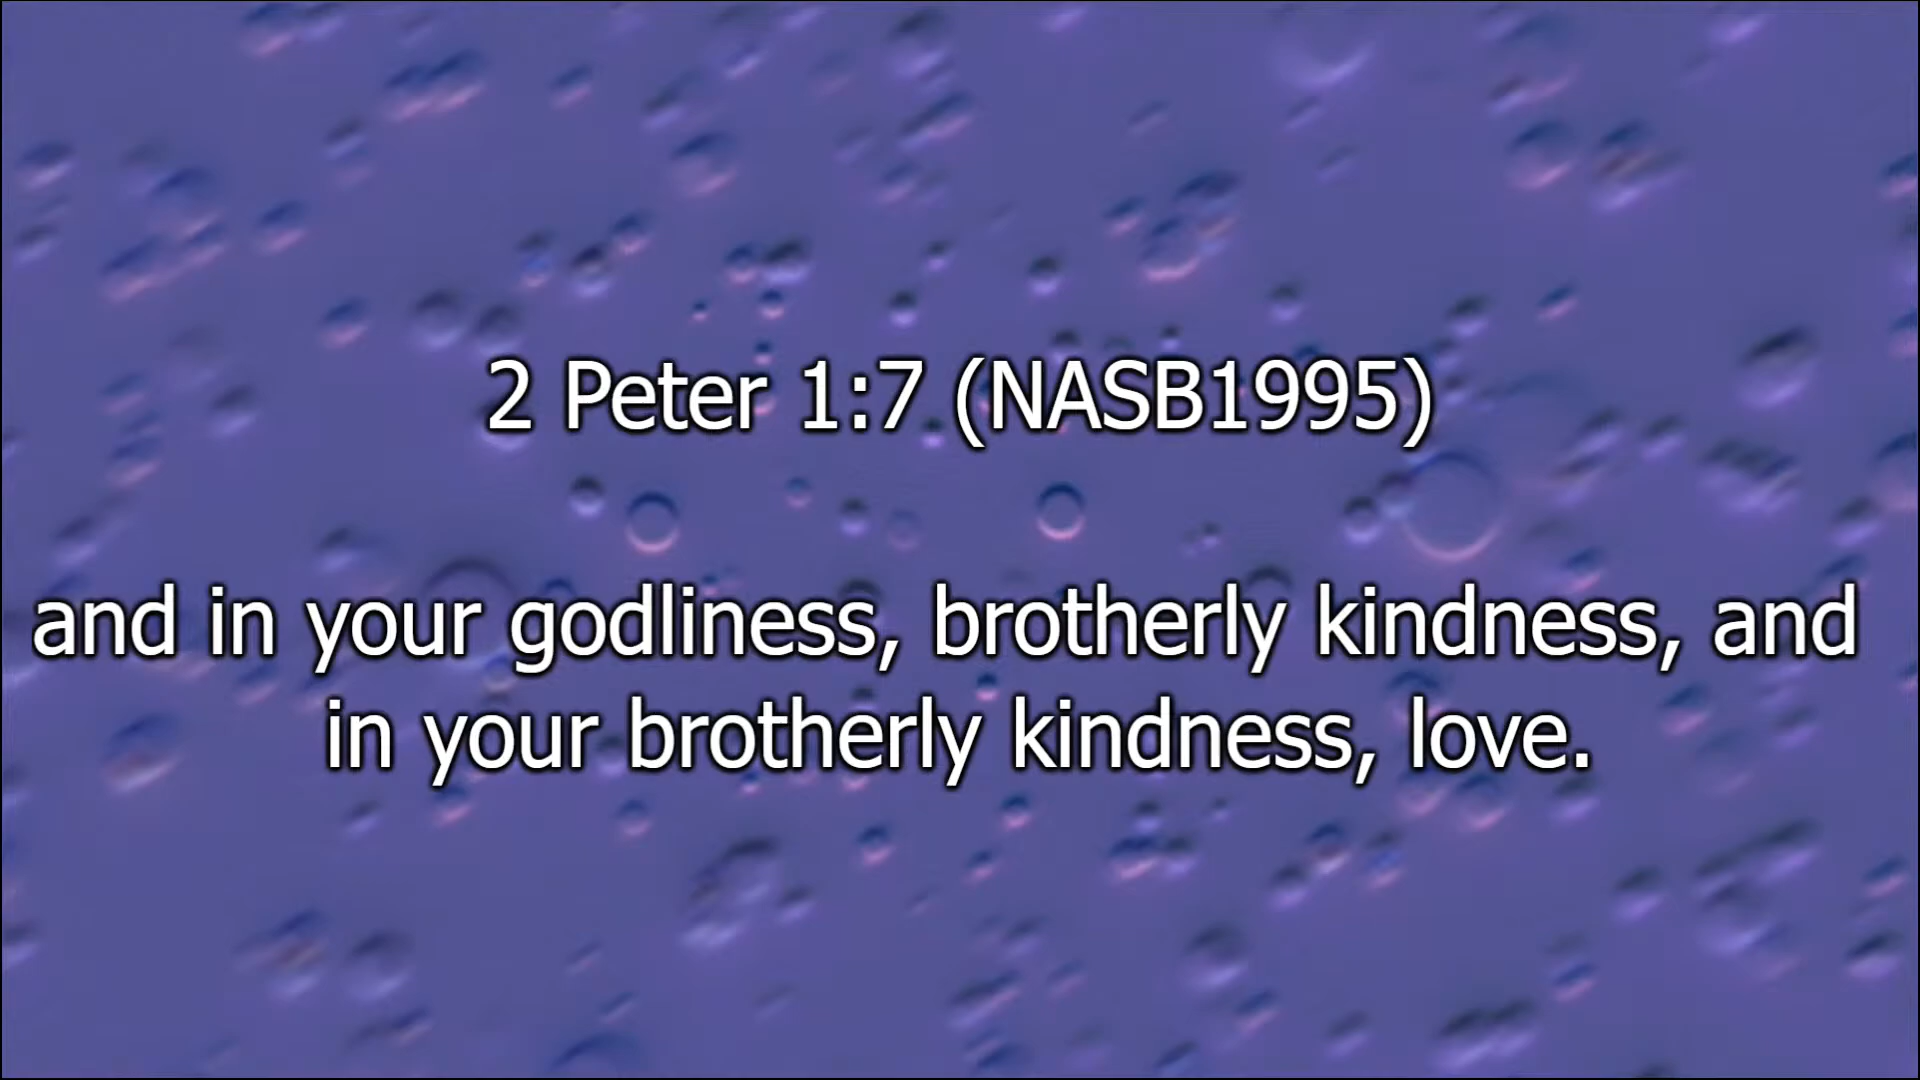 2 Peter 1:7 (NASB1995)
and in your godliness, brotherly kindness, and
in your brotherly kindness, love.